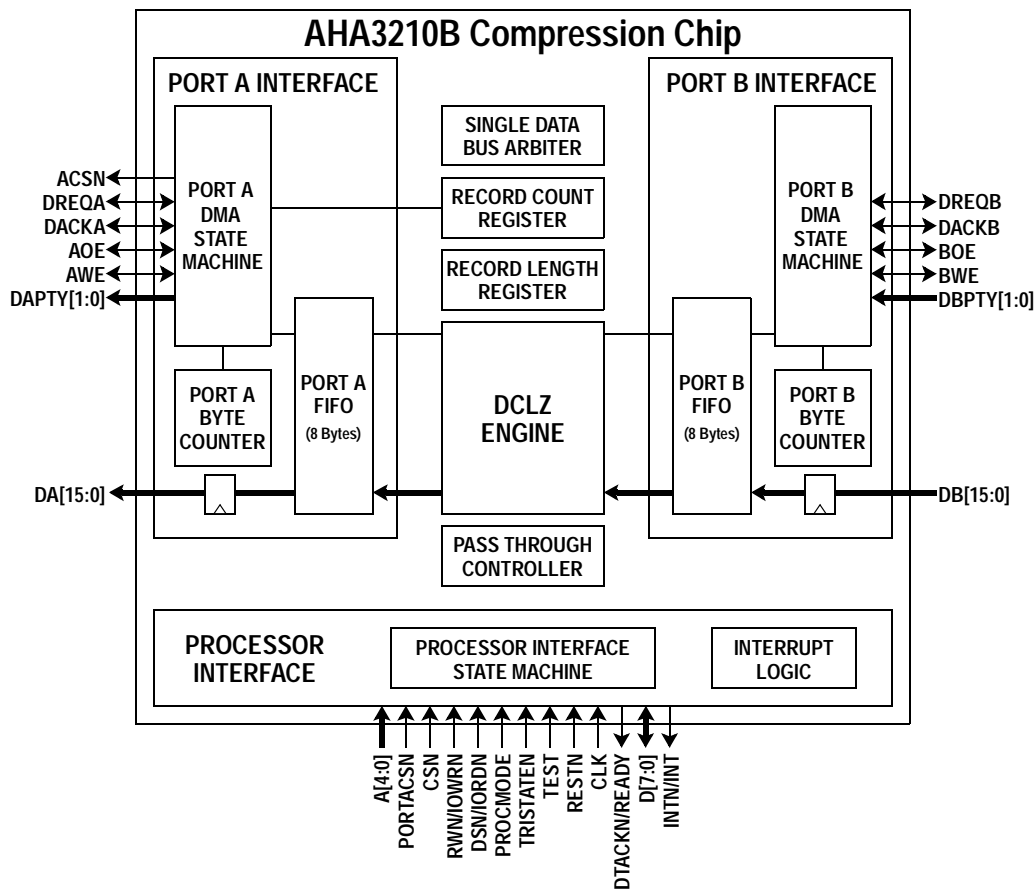 AHA3210B Compression Chip
PORT A INTERFACE
PORT A
DMA
STATE
MACHINE
PORT A
BYTE
COUNTER
PORT A
FIFO
(8 Bytes)
ACSN
DREQA
DACKA
AOE
AWE
DAPTY[1:0]
DA[15:0]
SINGLE DATA
BUS ARBITER
RECORD COUNT
REGISTER
RECORD LENGTH
REGISTER
DCLZ
ENGINE
PASS THROUGH
CONTROLLER
PORT B INTERFACE
PORT B
DMA
STATE
MACHINE
PORT B
FIFO
(8 Bytes)
PORT B
BYTE
COUNTER
DREQB
DACKB
BOE
BWE
DBPTY[1:0]
DB[15:0]
PROCESSOR
INTERFACE
PROCESSOR INTERFACE
STATE MACHINE
INTERRUPT
LOGIC
A[4:0]
PORTACSN
CSN
RWN/IOWRN
DSN/IORDN
PROCMODE
TRISTATEN
TEST
RESTN
CLK
DTACKN/READY
D[7:0]
INTN/INT